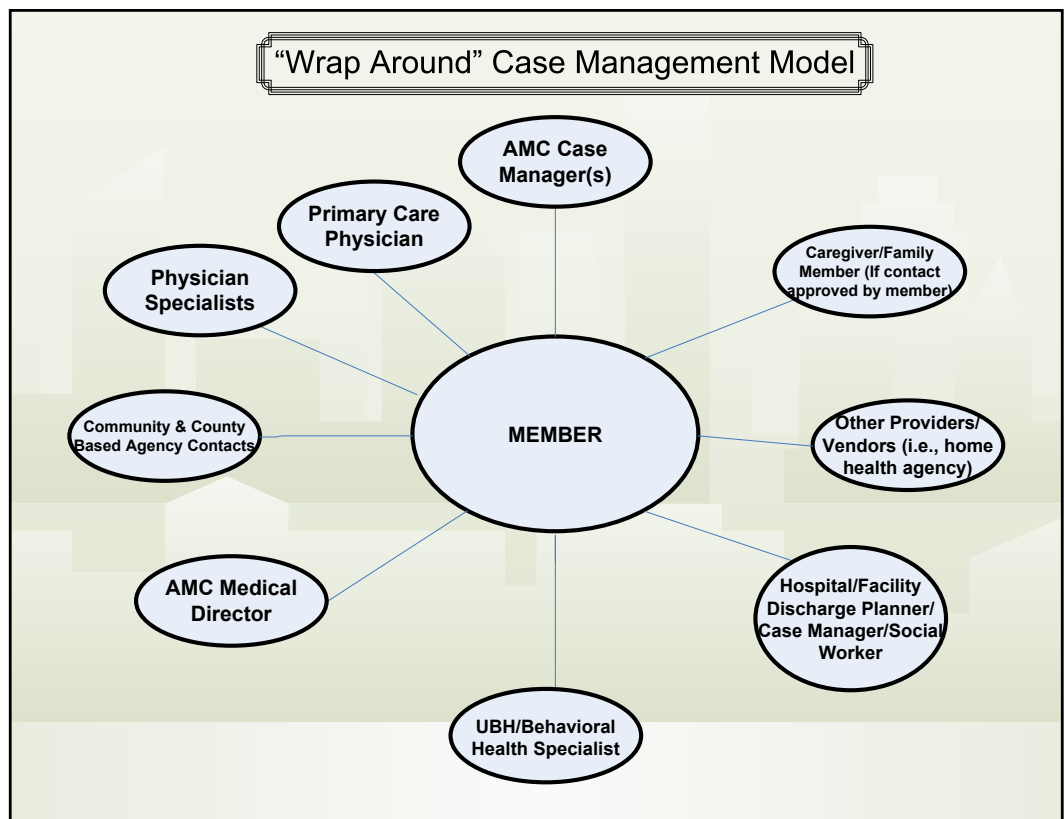 “Wrap Around” Case Management Model
AMC Case
Manager(s)
Primary Care
Physician
Caregiver/Family
Member (If contact
approved by member)
Physician
Specialists
Community & County
Based Agency Contacts
MEMBER
Other Providers/
Vendors (i.e., home
health agency)
AMC Medical
Director
Hospital/Facility
Discharge Planner/
Case Manager/Social
Worker
UBH/Behavioral
Health Specialist